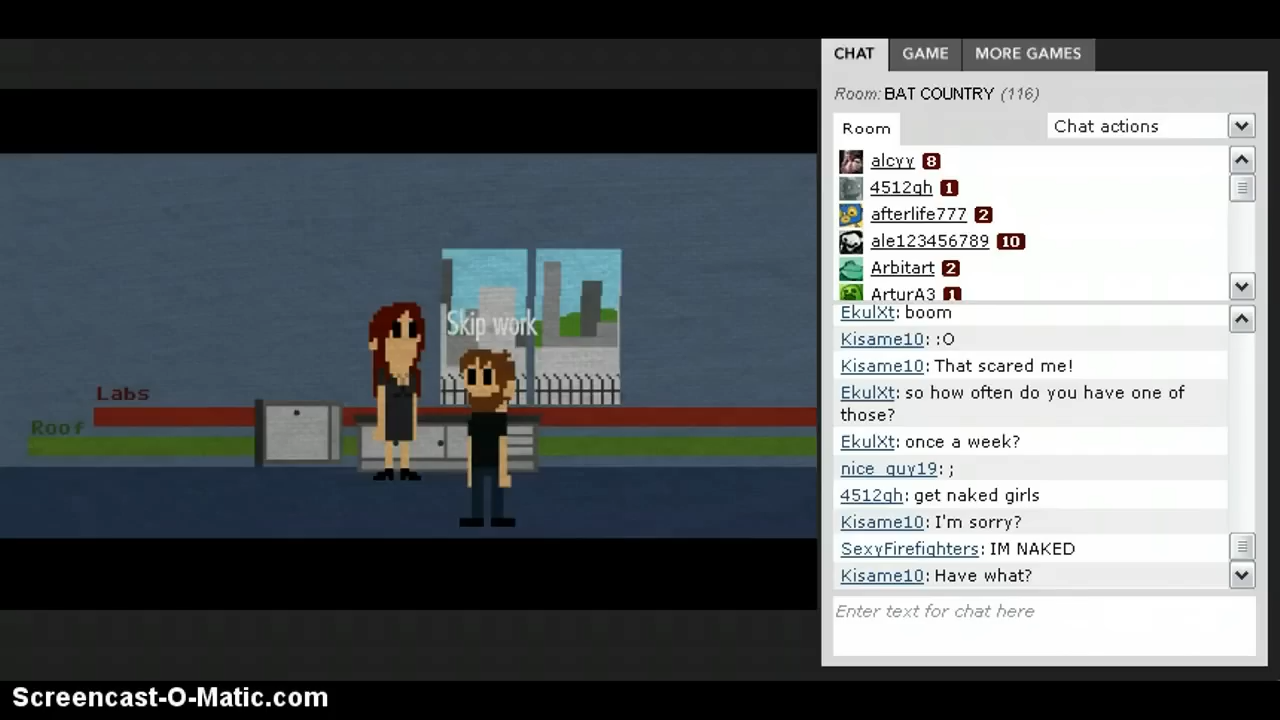 Skip work
Labs
Roof
CHAT GAME MORE GAMES
Room: BAT COUNTRY (116)
Room
Chat actions
alcyy 8
4512gh 1
afterlife777 2
ale123456789 10
Arbitart 2
ArturA3 1
EkulXt: boom
Kisame10: :O
Kisame10: That scared me!
EkulXt: so how often do you have one of
those?
EkulXt: once a week?
nice_guy19: ;
4512gh: get naked girls
Kisame10: I'm sorry?
SexyFirefighters: IM NAKED
Kisame10: Have what?
Enter text for chat here
Screencast-O-Matic.com